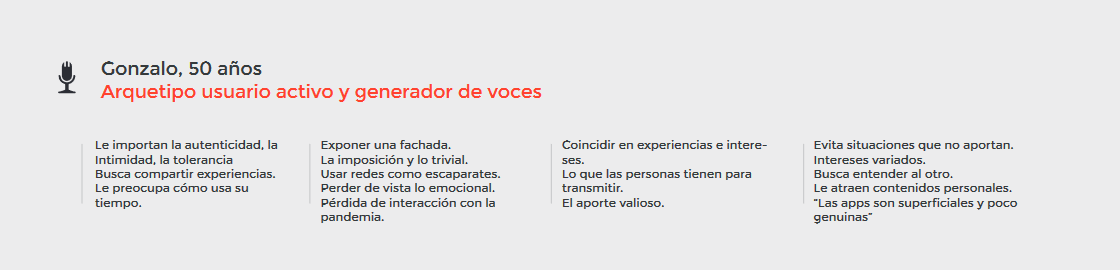 Gonzalo, 50 años
Arquetipo usuario activo y generador de voces
Le importan la autenticidad, la
Intimidad, la tolerancia
Busca compartir experiencias.
Le preocupa cómo usa su
tiempo.
Exponer una fachada.
La imposición y lo trivial.
Usar redes como escaparates.
Perder de vista lo emocional.
Pérdida de interacción con la
pandemia.
Coincidir en experiencias e intere-
ses.
Lo que las personas tienen para
transmitir.
El aporte valioso.
Evita situaciones que no aportan.
Intereses variados.
Busca entender al otro.
Le atraen contenidos personales.
"Las apps son superficiales y poco
genuinas"